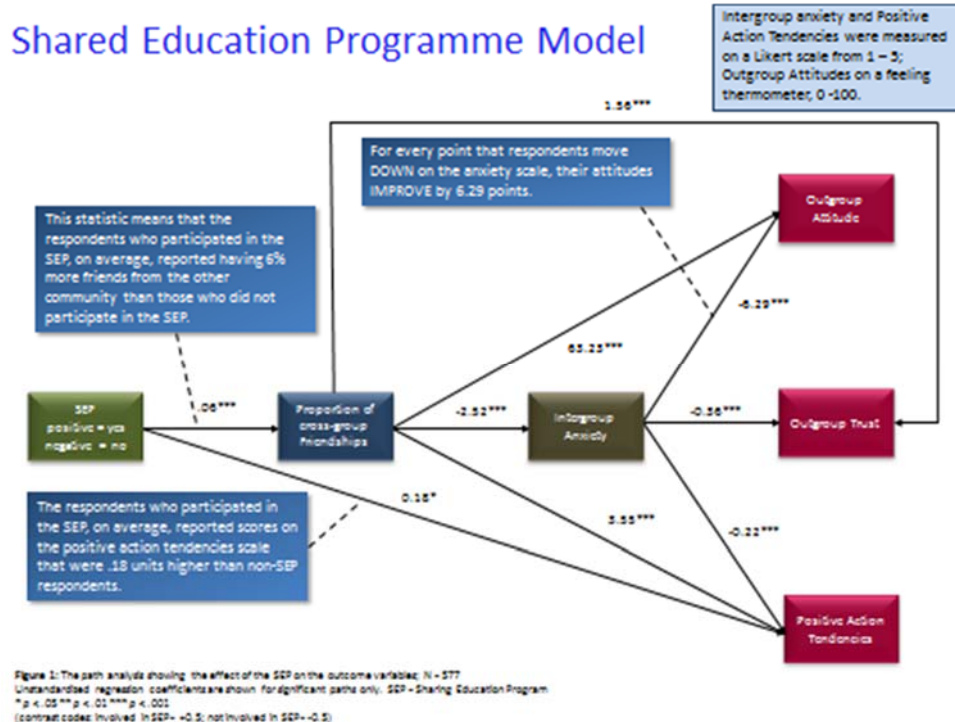 Shared Education Programme Model
Intergroup anxiety and Positive
Action Tendencies were measured
on a Likert scale from 1 – 5;
Outgroup Attitudes on a feeling
thermometer, 0 -100.
1.36***
For every point that respondents move
DOWN on the anxiety scale, their attitudes
IMPROVE by 6.29 points.
Outgroup
Attitude
This statistic means that the
respondents who participated in the
SEP, on average, reported having 6%
more friends from the other
community than those who did not
participate in the SEP.
-6.29***
63.23***
SEP
positive = yes
negative = no
.06***
Proportion of
cross-group
Friendships
-2.32***
Intergroup
Anxiety
-0.36***
Outgroup Trust
0.18*
The respondents who participated
in the SEP, on average, reported scores on
the positive action tendencies scale
that were .18 units higher than non-SEP
respondents.
3.33***
-0.22***
Positive Action
Tendencies
Figure 1: The path analysis showing the effect of the SEP on the outcome variables; N = 577
Unstandardised regression coefficients are shown for significant paths only. SEP = Sharing Education Program
* p < .05 ** p < .01 *** p < .001
(contrast codes: involved in SEP= +0.5; not involved in SEP= -0.5)